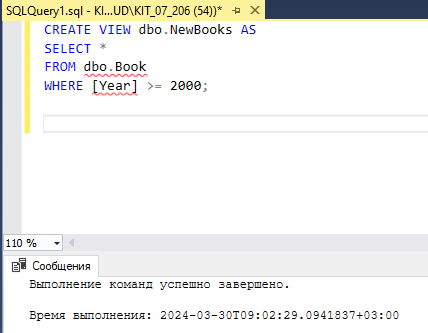 SQLQuery1.sql - KI...UD\KIT_07_206 (54))*
CREATE VIEW dbo.NewBooks AS
SELECT *
FROM dbo.Book
WHERE [Year] >= 2000;
110 %
Сообщения
Выполнение команд успешно завершено.
Время выполнения: 2024-03-30T09:02:29.0941837+03:00